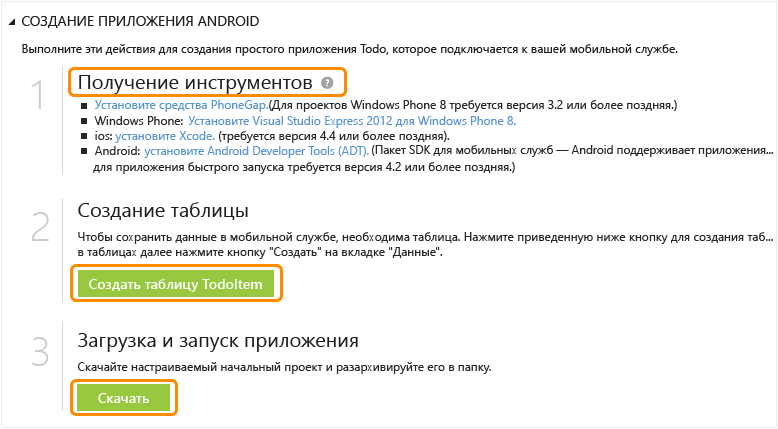 СОЗДАНИЕ ПРИЛОЖЕНИЯ ANDROID
Выполните эти действия для создания простого приложения Todo, которое подключается к вашей мобильной службе.
1 Получение инструментов ?
Установите средства PhoneGap.(Для проектов Windows Phone 8 требуется версия 3.2 или более поздняя.)
Windows Phone: Установите Visual Studio Express 2012 для Windows Phone 8.
ios: установите Xcode. (требуется версия 4.4 или более поздняя).
Android: установите Android Developer Tools (ADT). (Пакет SDK для мобильных служб — Android поддерживает приложения...
для приложения быстрого запуска требуется версия 4.2 или более поздняя.)
2 Создание таблицы
Чтобы сохранить данные в мобильной службе, необходима таблица. Нажмите приведенную ниже кнопку для создания таб...
в таблицах далее нажмите кнопку "Создать" на вкладке "Данные".
Создать таблицу TodoItem
3 Загрузка и запуск приложения
Скачайте настраиваемый начальный проект и разархивируйте его в папку.
Скачать